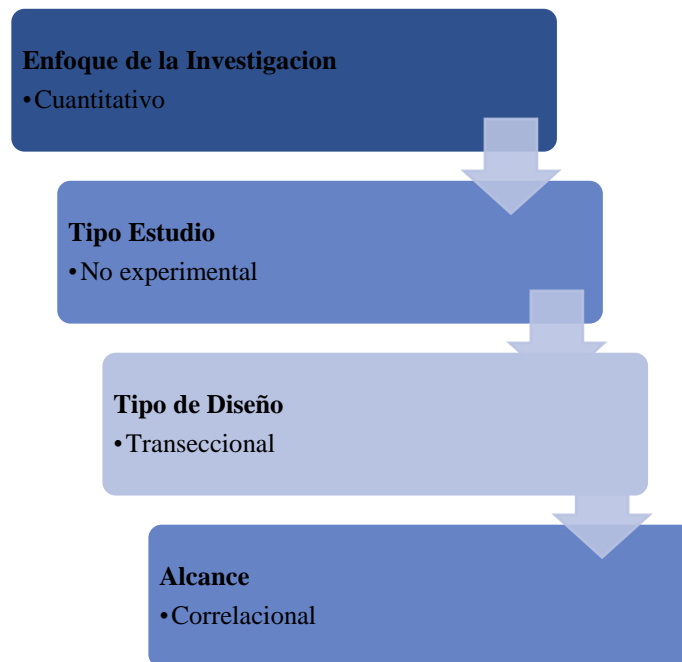 Enfoque de la Investigacion
•Cuantitativo
Tipo Estudio
•No experimental
Tipo de Diseño
•Transeccional
Alcance
•Correlacional